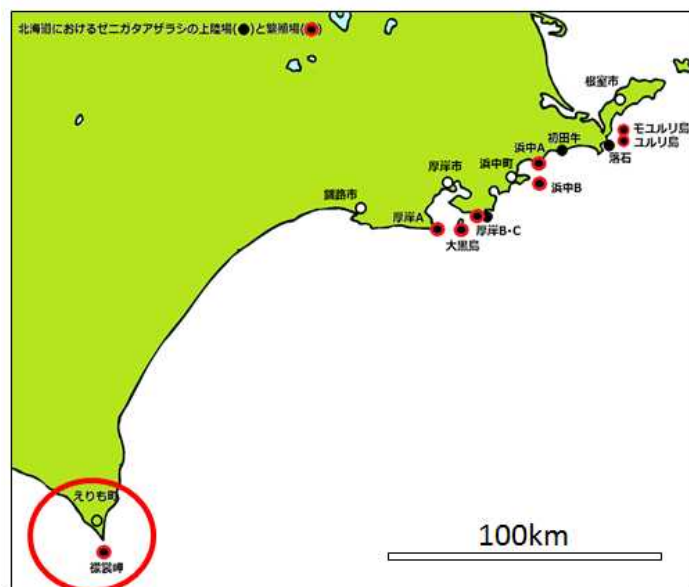 北海道におけるゼニガタアザラシの上陸場(●)と繁殖場(●)
根室市
モユルリ島
ユルリ島
初田牛
落石
浜中A
浜中町
浜中B
厚岸市
釧路市
厚岸A
厚岸B・C
大黒島
えりも町
襟裳岬
100km